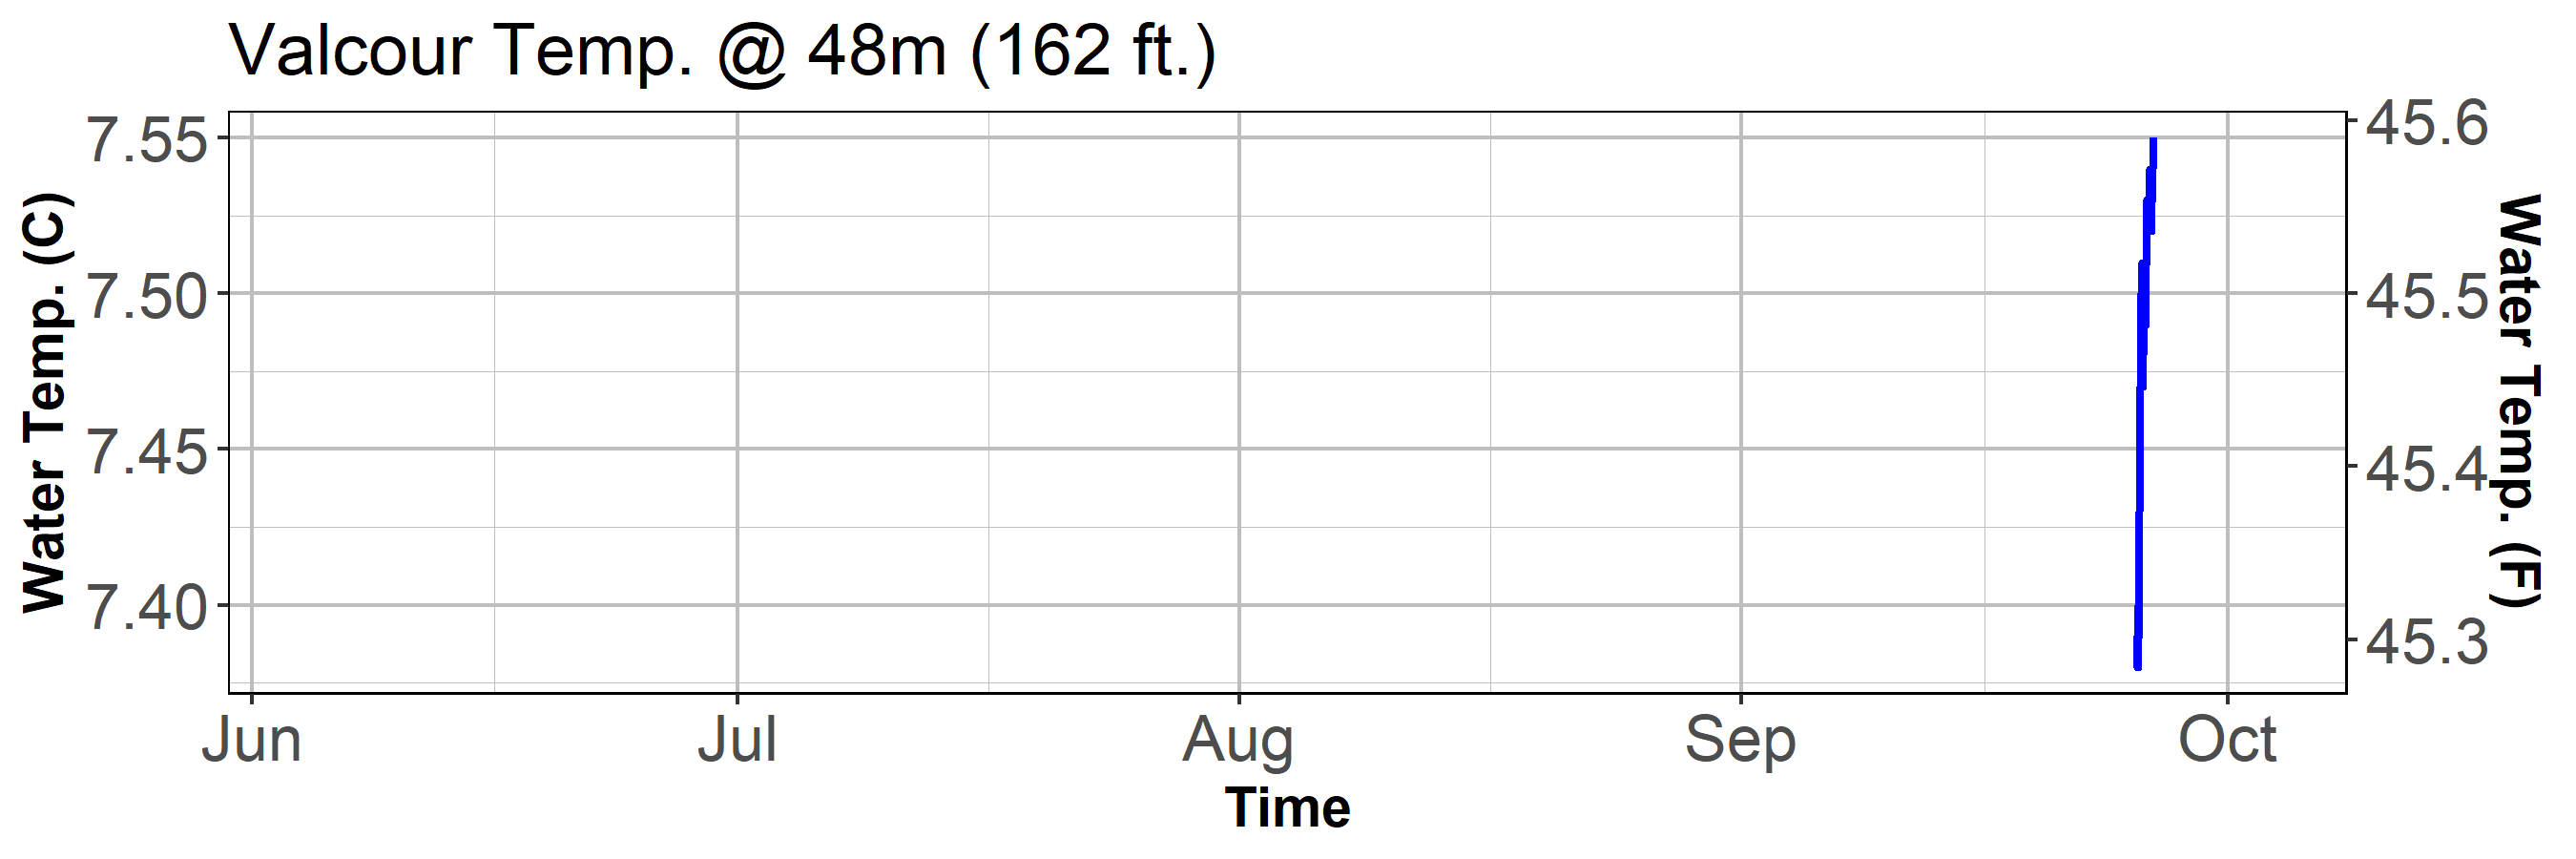 Valcour Temp. @ 48m (162 ft.)
Water Temp. (C)
7.55
7.50
7.45
7.40
45.6
45.5
45.4
45.3
Water Temp. (F)
Jun Jul Aug Sep Oct
Time